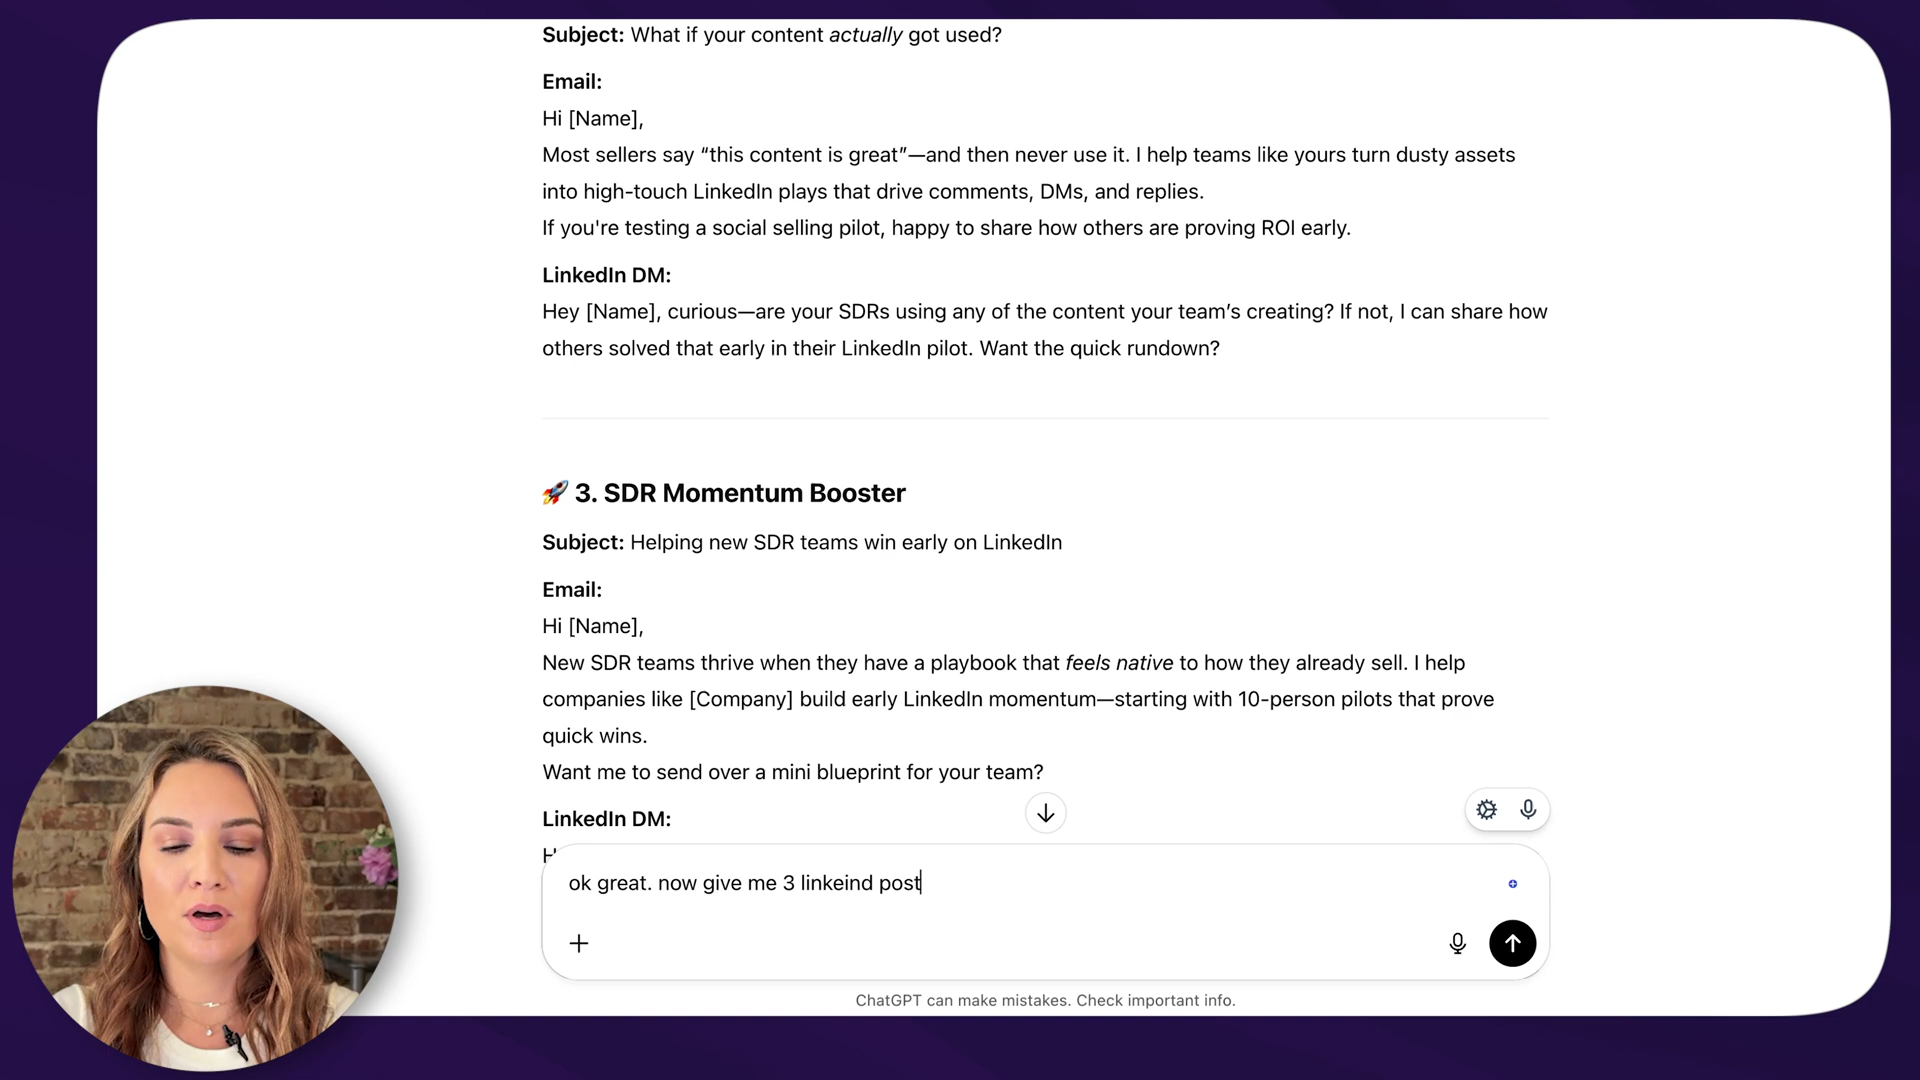 Subject: What if your content actually got used?
Email:
Hi [Name],
Most sellers say “this content is great”—and then never use it. I help teams like yours turn dusty assets
into high-touch LinkedIn plays that drive comments, DMs, and replies.
If you're testing a social selling pilot, happy to share how others are proving ROI early.
LinkedIn DM:
Hey [Name], curious—are your SDRs using any of the content your team’s creating? If not, I can share how
others solved that early in their LinkedIn pilot. Want the quick rundown?
🚀 3. SDR Momentum Booster
Subject: Helping new SDR teams win early on LinkedIn
Email:
Hi [Name],
New SDR teams thrive when they have a playbook that feels native to how they already sell. I help
companies like [Company] build early LinkedIn momentum—starting with 10-person pilots that prove
quick wins.
Want me to send over a mini blueprint for your team?
LinkedIn DM:
ok great. now give me 3 linkeind post
ChatGPT can make mistakes. Check important info.